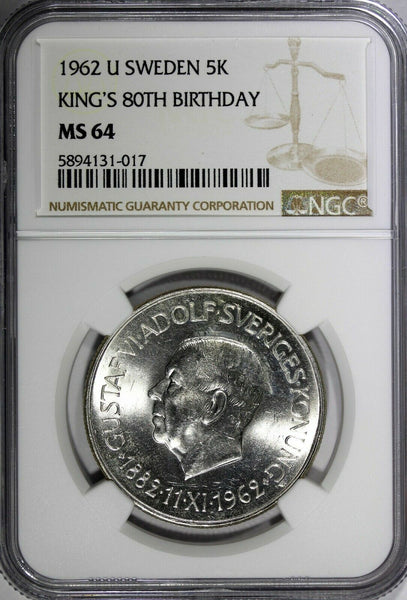 1962 U SWEDEN 5K
KING'S 80TH BIRTHDAY
MS 64
5894131-017
NUMISMATIC GUARANTY CORPORATION
NGC®
GUSTAF·VI·ADOLF·SVERIGES·KONUNG
·1882·11·XI·1962·